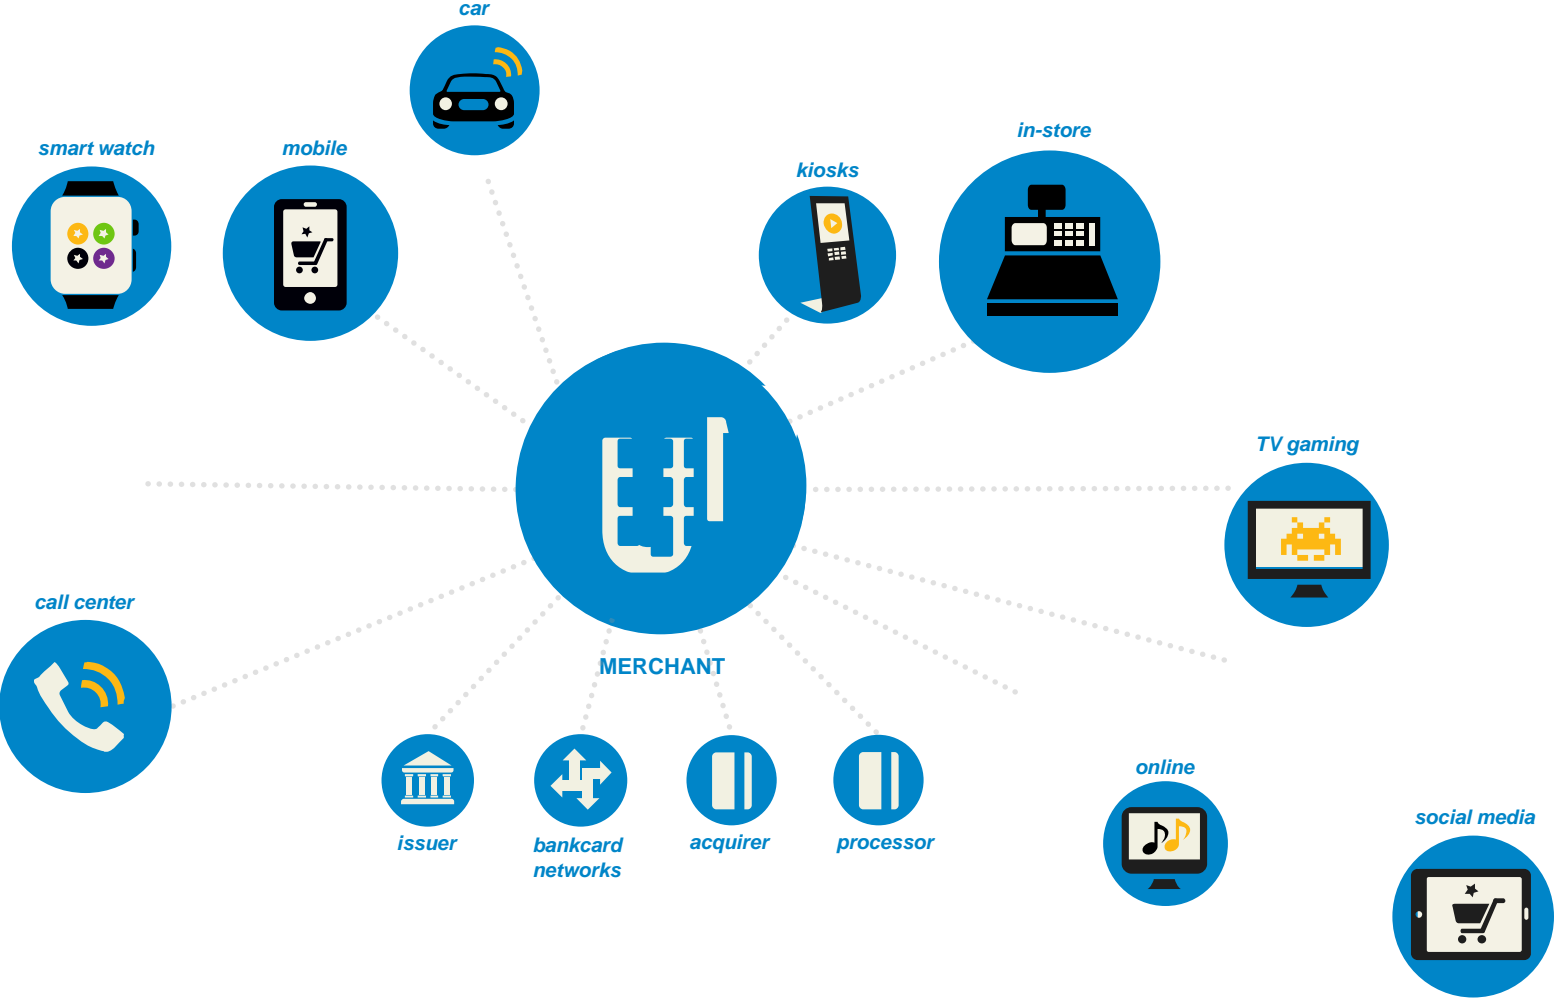 car
smart watch
mobile
in-store
kiosks
TV gaming
call center
MERCHANT
issuer
bankcard
networks
acquirer
processor
online
social media